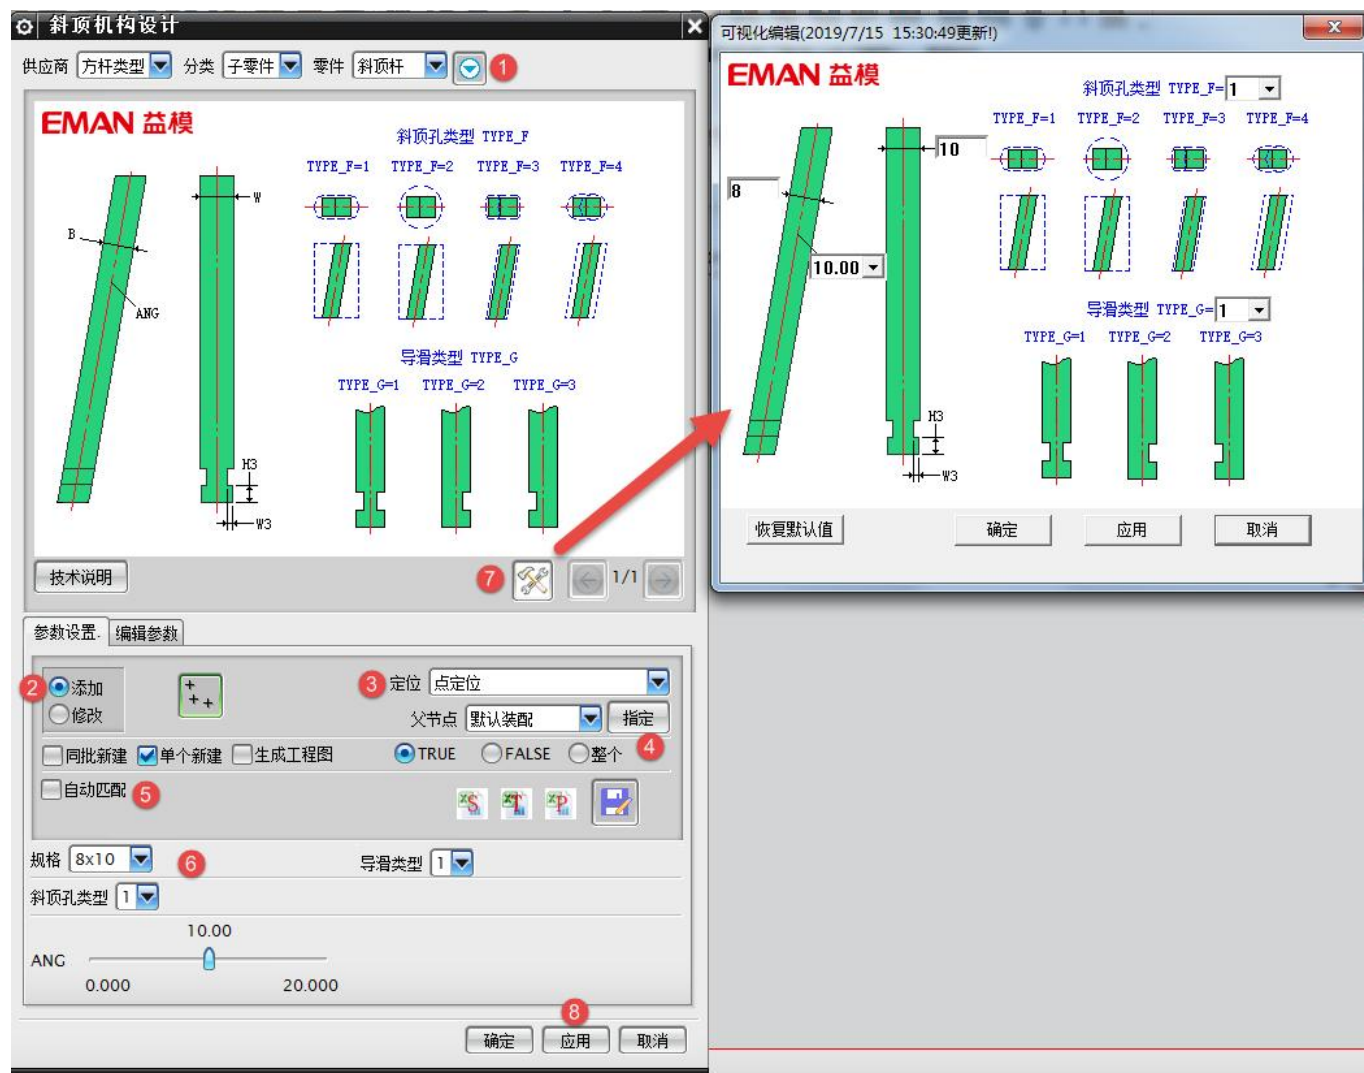 斜顶机构设计
供应商 方杆类型 分类 子零件 零件 斜顶杆 1
EMAN 益模
斜顶孔类型 TYPE_F
TYPE_F=1 TYPE_F=2 TYPE_F=3 TYPE_F=4
W
B
ANG
导滑类型 TYPE_G
TYPE_G=1 TYPE_G=2 TYPE_G=3
H3
W3
技术说明 7 1/1
参数设置. 编辑参数
2 添加 3 定位 点定位
修改 父节点 默认装配 指定
同批新建 单个新建 生成工程图 TRUE FALSE 整个 4
自动匹配 5 S T P
规格 8x10 6 导滑类型 1
斜顶孔类型 1
10.00
ANG
0.000 20.000
8
确定 应用 取消
可视化编辑(2019/7/15 15:30:49更新!)
EMAN 益模
斜顶孔类型 TYPE_F= 1
TYPE_F=1 TYPE_F=2 TYPE_F=3 TYPE_F=4
10
8
10.00
导滑类型 TYPE_G= 1
TYPE_G=1 TYPE_G=2 TYPE_G=3
H3
W3
恢复默认值 确定 应用 取消